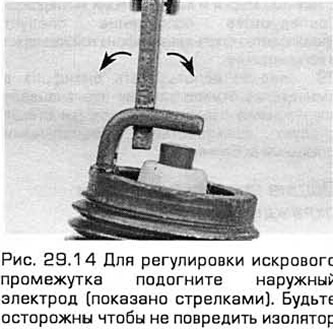 Рис. 29.14 Для регулировки искрового
промежутка подогните наружный
электрод (показано стрелками). Будьте
осторожны чтобы не повредить изолятор